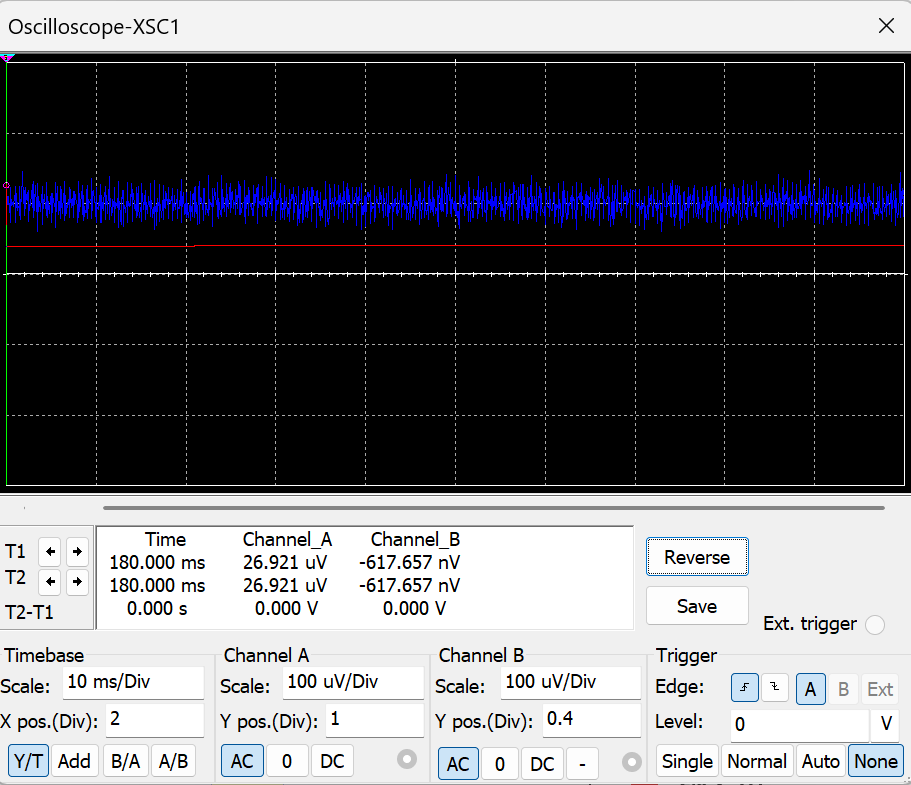 Oscilloscope-XSC1
Time Channel_A Channel_B
T1 180.000 ms 26.921 uV -617.657 nV
T2 180.000 ms 26.921 uV -617.657 nV
T2-T1 0.000 s 0.000 V 0.000 V
Reverse
Save
Ext. trigger
Timebase
Scale: 10 ms/Div
X pos.(Div): 2
Y/T Add B/A A/B
Channel A
Scale: 100 uV/Div
Y pos.(Div): 1
AC 0 DC
Channel B
Scale: 100 uV/Div
Y pos.(Div): 0.4
AC 0 DC -
Trigger
Edge: A B Ext
Level: 0 V
Single Normal Auto None